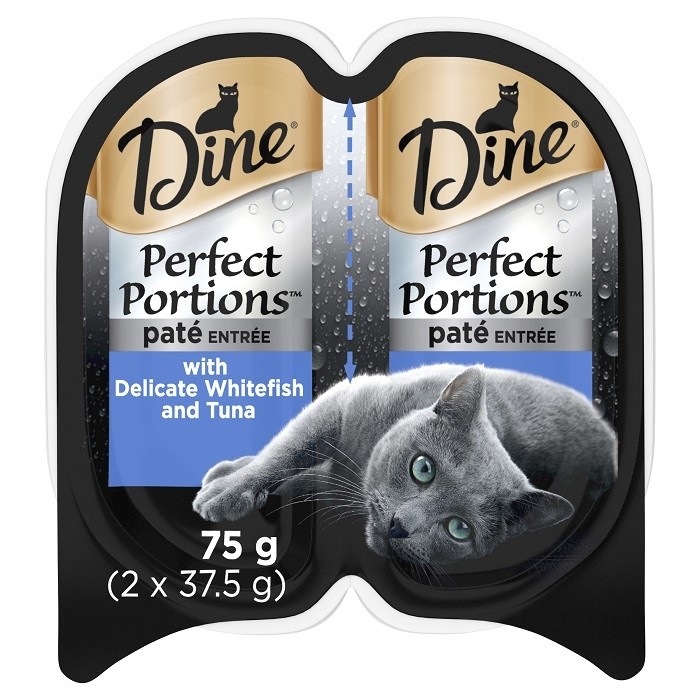 Dine®
Perfect
Portions™
paté ENTRÉE
with
Delicate Whitefish
and Tuna
75 g
(2 x 37.5 g)
Dine®
Perfect
Portions™
paté ENTRÉE